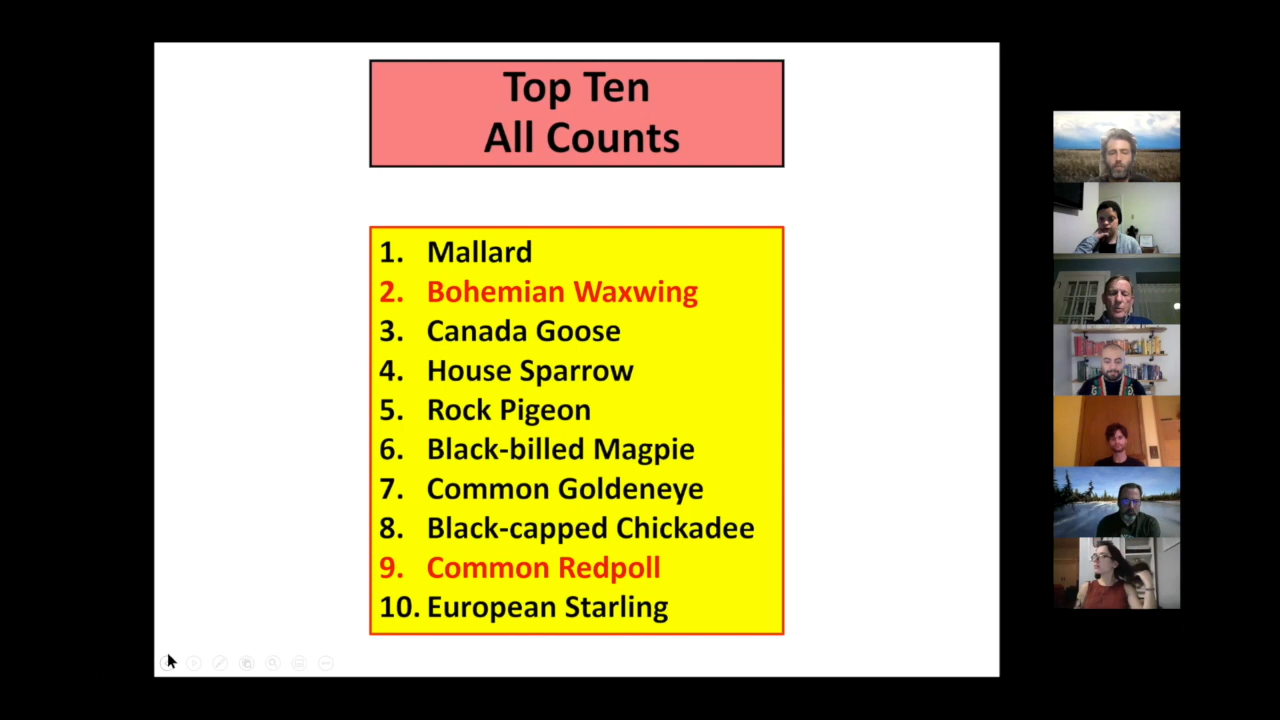 Top Ten
All Counts
1. Mallard
2. Bohemian Waxwing
3. Canada Goose
4. House Sparrow
5. Rock Pigeon
6. Black-billed Magpie
7. Common Goldeneye
8. Black-capped Chickadee
9. Common Redpoll
10. European Starling